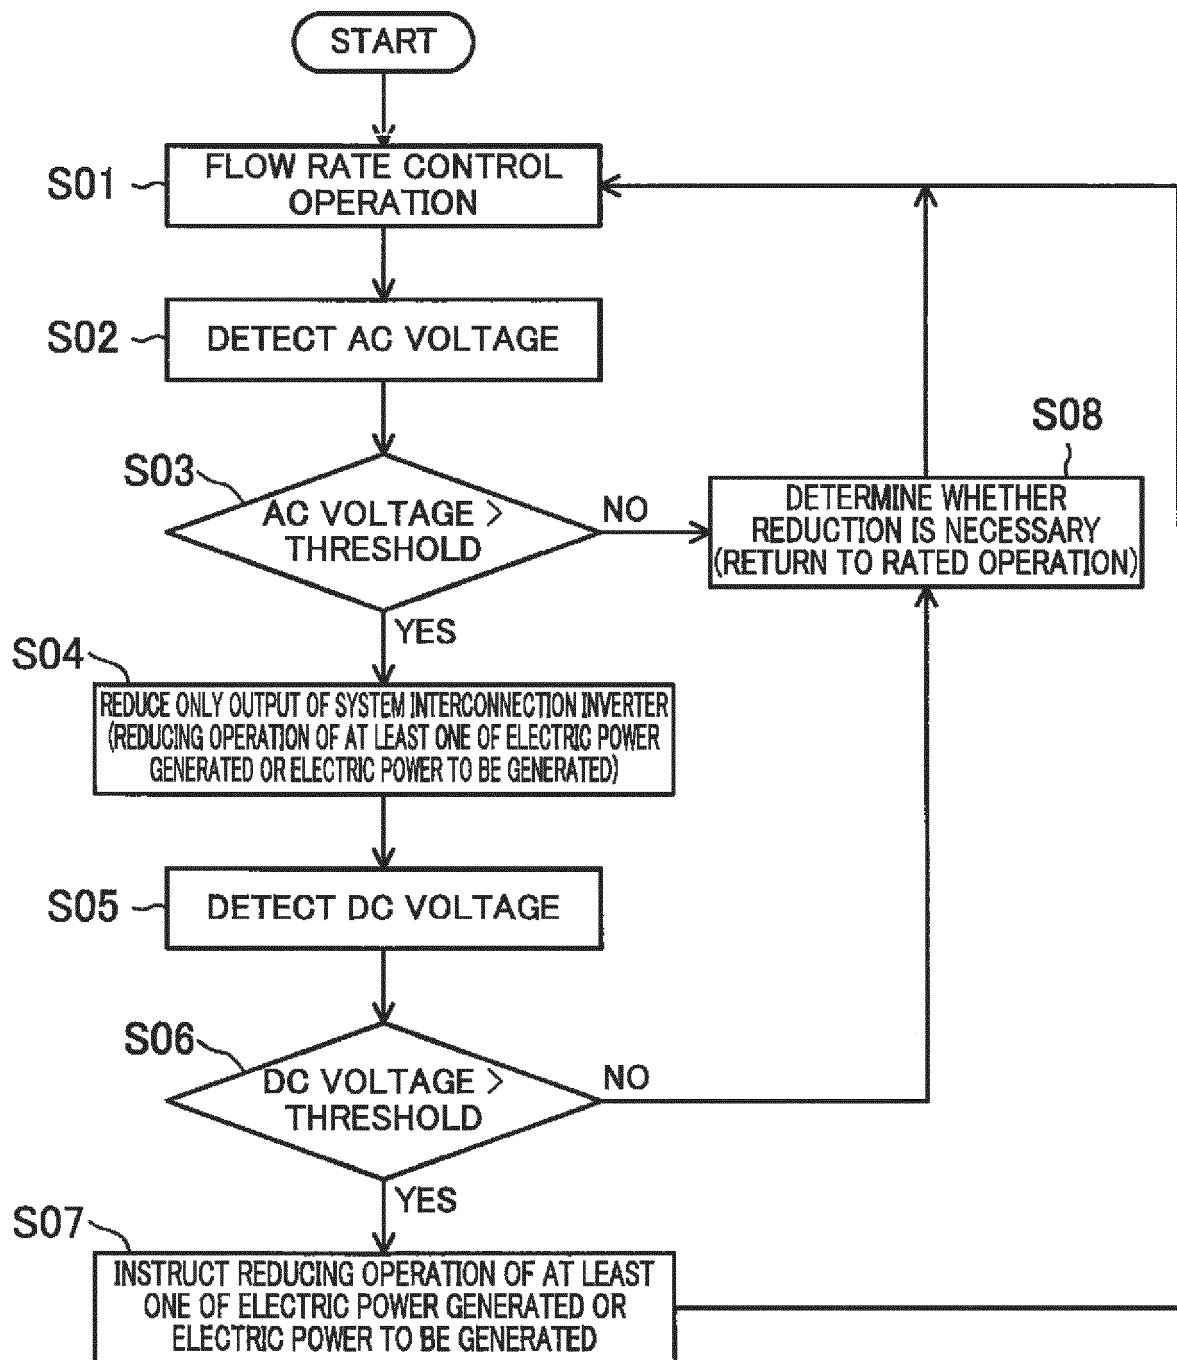 START
S01
FLOW RATE CONTROL
OPERATION
S02
DETECT AC VOLTAGE
S03
AC VOLTAGE >
THRESHOLD
NO
S08
DETERMINE WHETHER
REDUCTION IS NECESSARY
(RETURN TO RATED OPERATION)
YES
S04
REDUCE ONLY OUTPUT OF SYSTEM INTERCONNECTION INVERTER
(REDUCING OPERATION OF AT LEAST ONE OF ELECTRIC POWER
GENERATED OR ELECTRIC POWER TO BE GENERATED)
S05
DETECT DC VOLTAGE
S06
DC VOLTAGE >
THRESHOLD
NO
YES
S07
INSTRUCT REDUCING OPERATION OF AT LEAST
ONE OF ELECTRIC POWER GENERATED OR
ELECTRIC POWER TO BE GENERATED